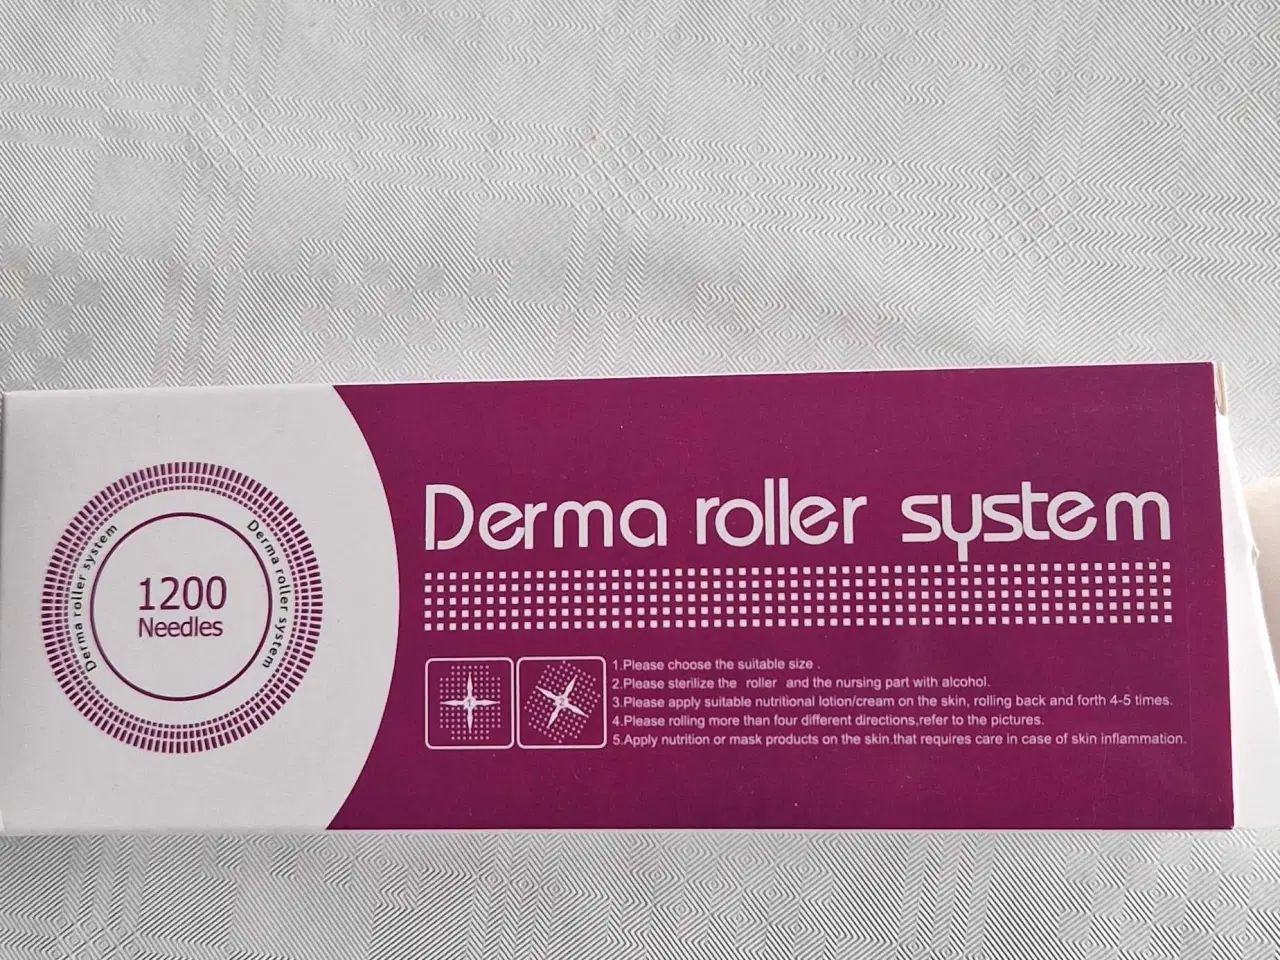 Derma roller system
Derma roller system
1200
Needles
Derma roller system
1
2
1.Please choose the suitable size .
2.Please sterilize the roller and the nursing part with alcohol.
3.Please apply suitable nutritional lotion/cream on the skin, rolling back and forth 4-5 times.
4.Please rolling more than four different directions,refer to the pictures.
5.Apply nutrition or mask products on the skin.that requires care in case of skin inflammation.